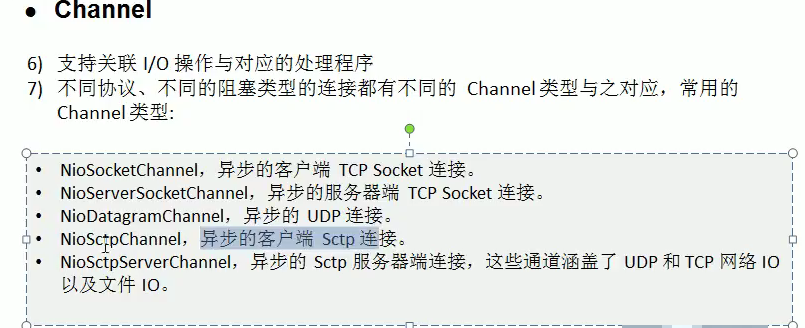 ● Channel
6) 支持关联 I/O 操作与对应的处理程序
7) 不同协议、不同的阻塞类型的连接都有不同的 Channel 类型与之对应，常用的
Channel 类型:
• NioSocketChannel，异步的客户端 TCP Socket 连接。
• NioServerSocketChannel，异步的服务器端 TCP Socket 连接。
• NioDatagramChannel，异步的 UDP 连接。
• NioSctpChannel，异步的客户端 Sctp 连接。
• NioSctpServerChannel，异步的 Sctp 服务器端连接，这些通道涵盖了 UDP 和 TCP 网络 IO
以及文件 IO。